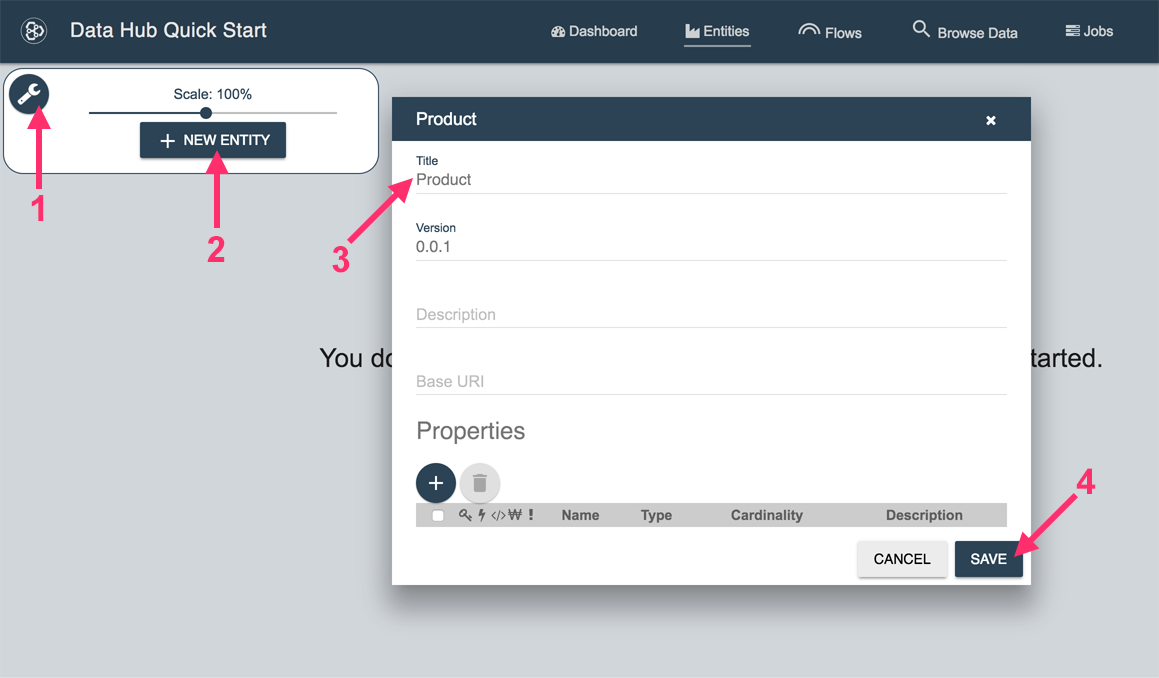 Data Hub Quick Start
Dashboard
Entities
Flows
Browse Data
Jobs
Scale: 100%
+ NEW ENTITY
1
2
Product ×
Title
Product
3
Version
0.0.1
Description
You do
tarted.
Base URI
Properties
+
</> ₩ ! Name Type Cardinality Description
4
CANCEL SAVE